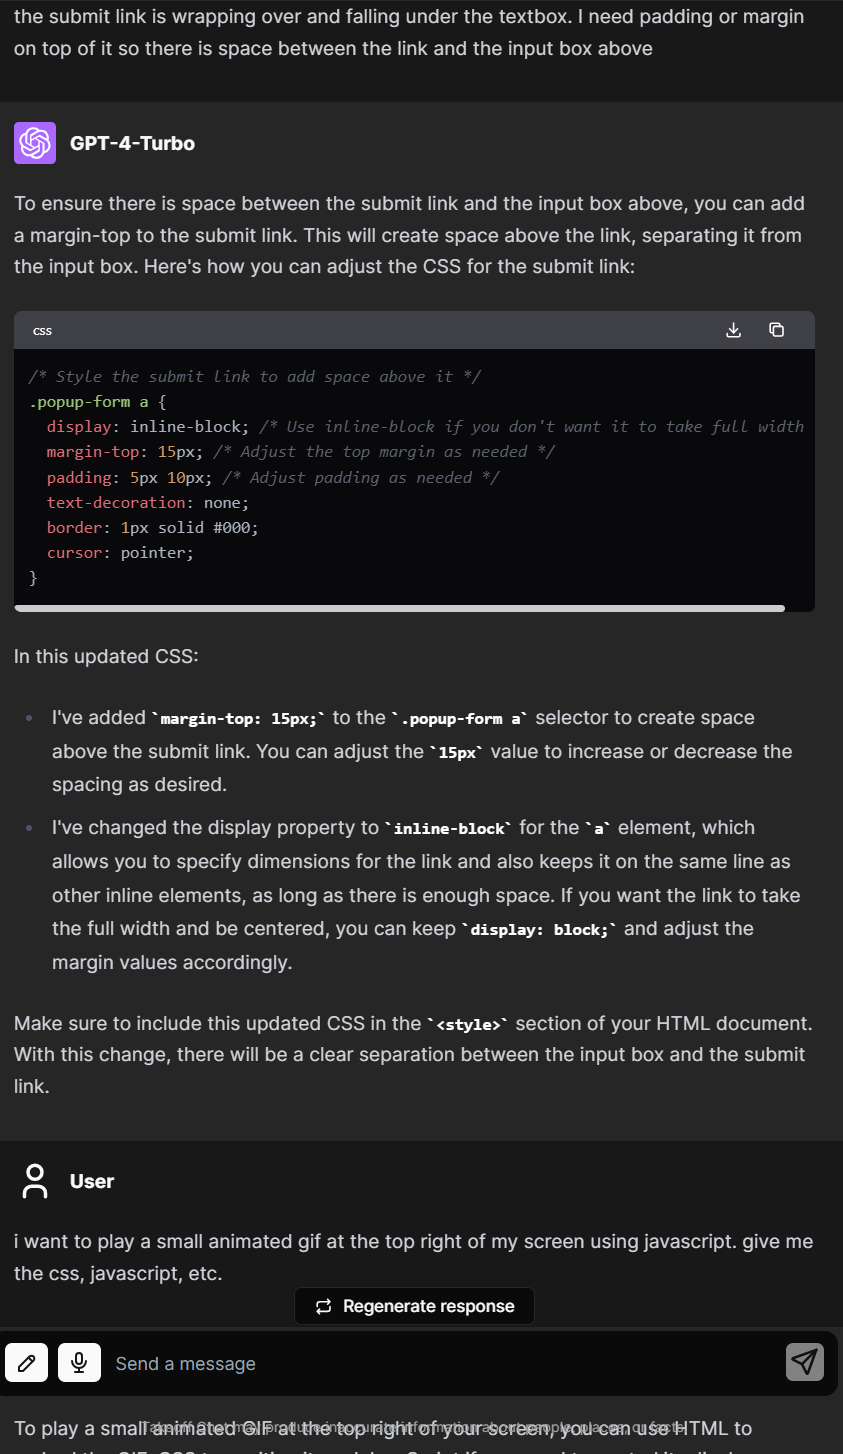 the submit link is wrapping over and falling under the textbox. I need padding or margin
on top of it so there is space between the link and the input box above
GPT-4-Turbo
To ensure there is space between the submit link and the input box above, you can add
a margin-top to the submit link. This will create space above the link, separating it from
the input box. Here's how you can adjust the CSS for the submit link:
css
/* Style the submit link to add space above it */
.popup-form a {
  display: inline-block; /* Use inline-block if you don't want it to take full width
  margin-top: 15px; /* Adjust the top margin as needed */
  padding: 5px 10px; /* Adjust padding as needed */
  text-decoration: none;
  border: 1px solid #000;
  cursor: pointer;
}
In this updated CSS:
• I've added `margin-top: 15px;` to the `.popup-form a` selector to create space
above the submit link. You can adjust the `15px` value to increase or decrease the
spacing as desired.
• I've changed the display property to `inline-block` for the `a` element, which
allows you to specify dimensions for the link and also keeps it on the same line as
other inline elements, as long as there is enough space. If you want the link to take
the full width and be centered, you can keep `display: block;` and adjust the
margin values accordingly.
Make sure to include this updated CSS in the `<style>` section of your HTML document.
With this change, there will be a clear separation between the input box and the submit
link.
User
i want to play a small animated gif at the top right of my screen using javascript. give me
the css, javascript, etc.
Regenerate response
Send a message
To play a small animated GIF at the top right of your screen, you can use HTML to
Takeoff Chat may produce inaccurate information about people, places, or facts.